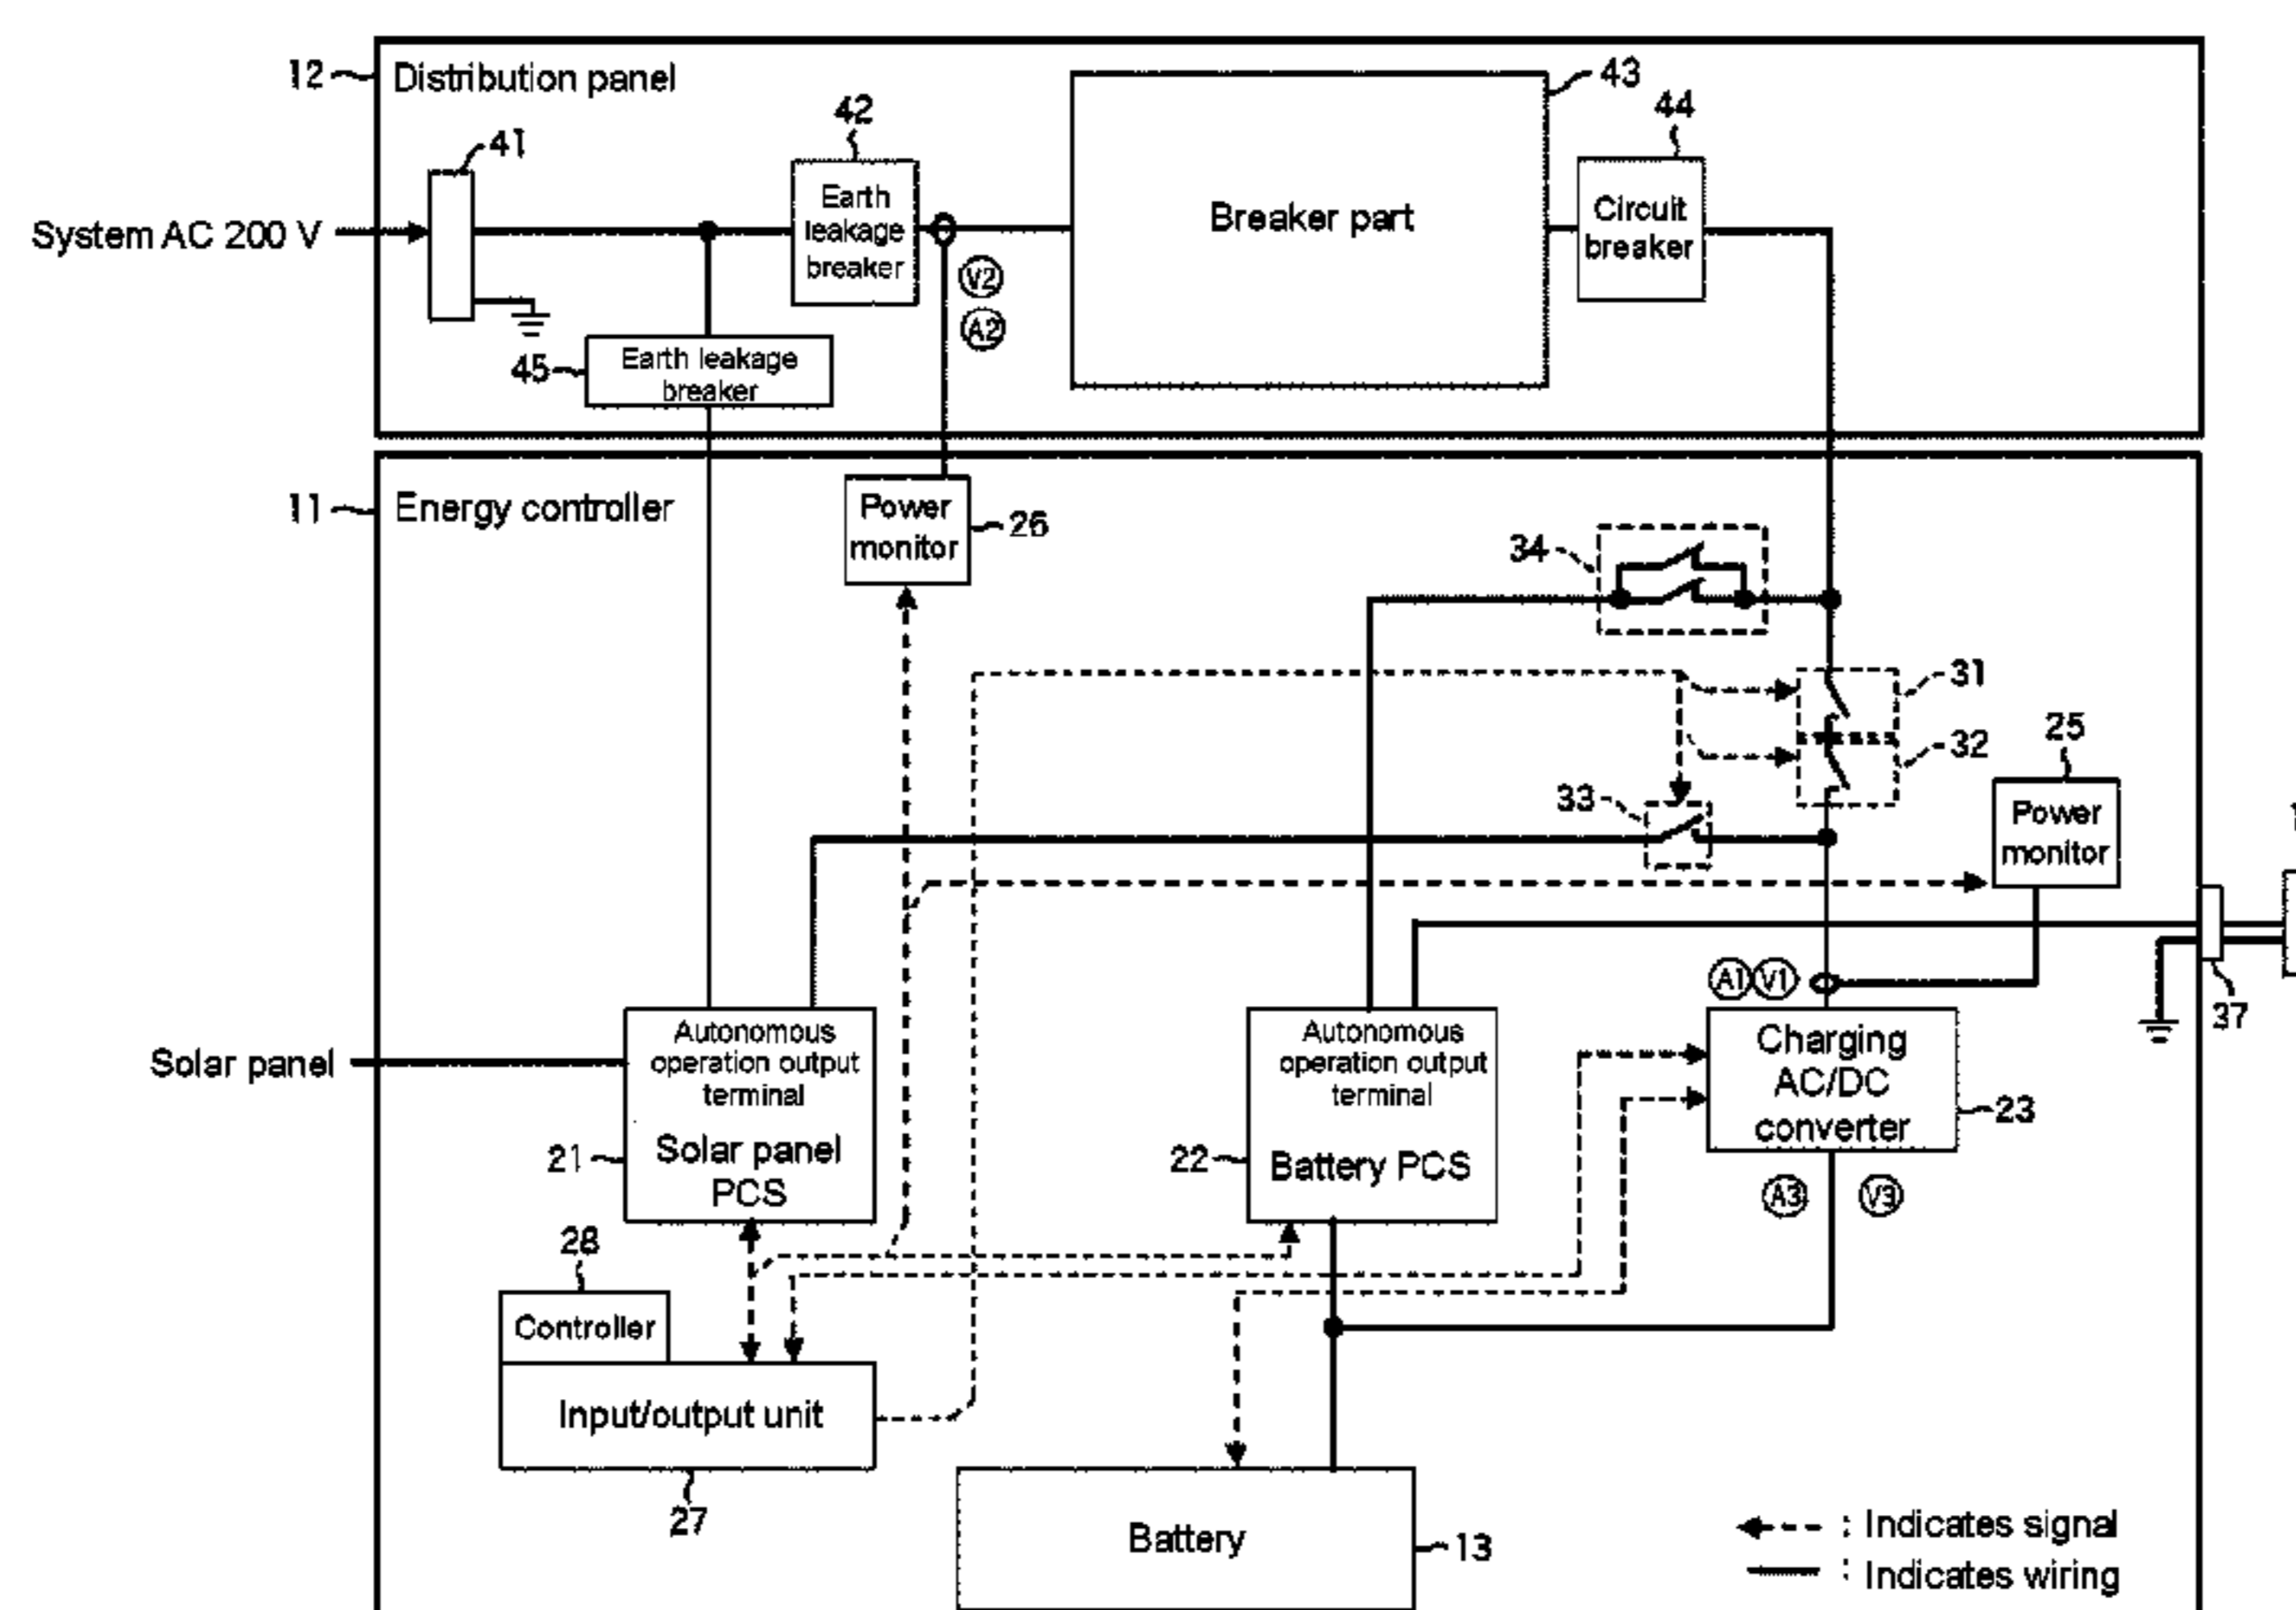 12
Distribution panel
43
42
44
41
System AC 200 V
Earth
leakage
breaker
Breaker part
Circuit
breaker
V2
A2
45
Earth leakage
breaker
11
Energy controller
Power
monitor
26
34
31
32
25
33
Power
monitor
A1
V1
37
Solar panel
Autonomous
operation output
terminal
21
Solar panel
PCS
Autonomous
operation output
terminal
22
Battery PCS
Charging
AC/DC
converter
23
A3
V3
28
Controller
Input/output unit
27
Battery
13
: Indicates signal
: Indicates wiring